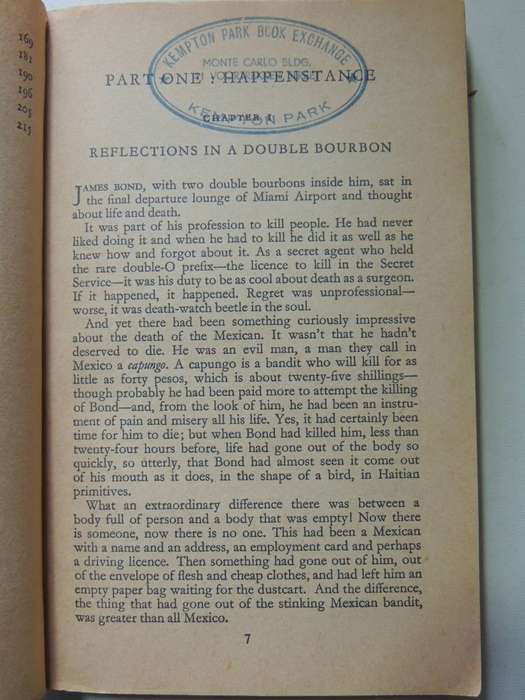 169
181
190
196
205
215
KEMPTON PARK BOOK EXCHANGE
MONTE CARLO BLDG.
KEMPTON PARK
PART ONE : HAPPENSTANCE
CHAPTER 1
REFLECTIONS IN A DOUBLE BOURBON
JAMES BOND, with two double bourbons inside him, sat in
the final departure lounge of Miami Airport and thought
about life and death.
It was part of his profession to kill people. He had never
liked doing it and when he had to kill he did it as well as he
knew how and forgot about it. As a secret agent who held
the rare double-O prefix—the licence to kill in the Secret
Service—it was his duty to be as cool about death as a surgeon.
If it happened, it happened. Regret was unprofessional—
worse, it was death-watch beetle in the soul.
And yet there had been something curiously impressive
about the death of the Mexican. It wasn't that he hadn't
deserved to die. He was an evil man, a man they call in
Mexico a capungo. A capungo is a bandit who will kill for as
little as forty pesos, which is about twenty-five shillings—
though probably he had been paid more to attempt the killing
of Bond—and, from the look of him, he had been an instru-
ment of pain and misery all his life. Yes, it had certainly been
time for him to die; but when Bond had killed him, less than
twenty-four hours before, life had gone out of the body so
quickly, so utterly, that Bond had almost seen it come out
of his mouth as it does, in the shape of a bird, in Haitian
primitives.
What an extraordinary difference there was between a
body full of person and a body that was empty! Now there
is someone, now there is no one. This had been a Mexican
with a name and an address, an employment card and perhaps
a driving licence. Then something had gone out of him, out
of the envelope of flesh and cheap clothes, and had left him an
empty paper bag waiting for the dustcart. And the difference,
the thing that had gone out of the stinking Mexican bandit,
was greater than all Mexico.
7